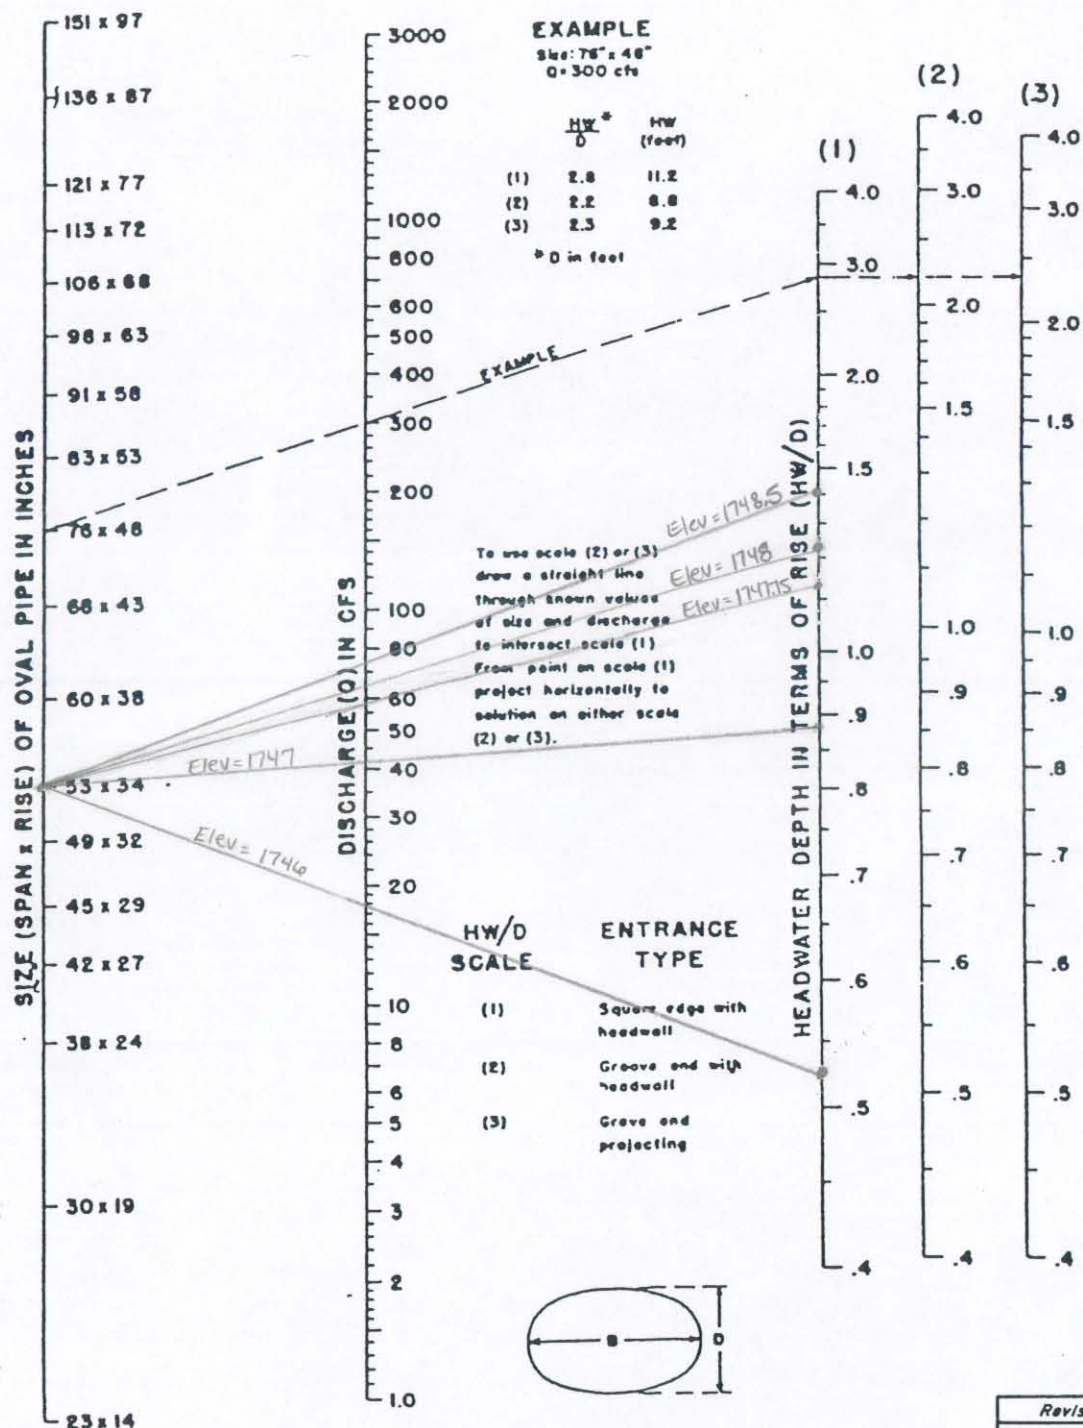 EXAMPLE
Size: 76" x 48"
Q = 300 cfs
HW * HW
D (feet)
(1) 2.8 11.2
(2) 2.2 8.8
(3) 2.3 9.2
* D in feet
SIZE (SPAN x RISE) OF OVAL PIPE IN INCHES
151 x 97
136 x 87
121 x 77
113 x 72
106 x 68
98 x 63
91 x 58
83 x 53
76 x 48
68 x 43
60 x 38
53 x 34
49 x 32
45 x 29
42 x 27
38 x 24
30 x 19
23 x 14
DISCHARGE (Q) IN CFS
3000
2000
1000
800
600
500
400
300
200
100
80
60
50
40
30
20
10
8
6
5
4
3
2
1.0
EXAMPLE
Elev=1748.5
Elev=1748
Elev=1747.75
Elev=1747
Elev=1746
To use scale (2) or (3)
draw a straight line
through known values
of size and discharge
to intersect scale (1)
From point on scale (1)
project horizontally to
solution on either scale
(2) or (3).
HW/D ENTRANCE
SCALE TYPE
(1) Square edge with
headwall
(2) Groove end with
headwall
(3) Grove end
projecting
B
D
HEADWATER DEPTH IN TERMS OF RISE (HW/D)
(1)
4.0
3.0
2.0
1.5
1.0
.9
.8
.7
.6
.5
.4
(2)
4.0
3.0
2.0
1.5
1.0
.9
.8
.7
.6
.5
.4
(3)
4.0
3.0
2.0
1.5
1.0
.9
.8
.7
.6
.5
.4
Revis